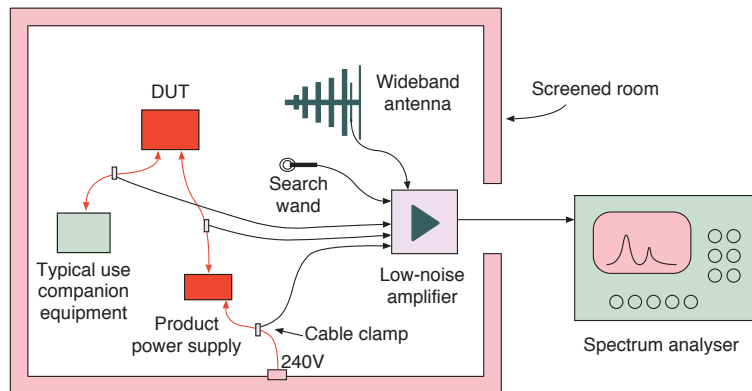 DUT
Wideband
antenna
Screened room
Search
wand
Typical use
companion
equipment
Low-noise
amplifier
Product
power supply
Cable clamp
240V
Spectrum analyser